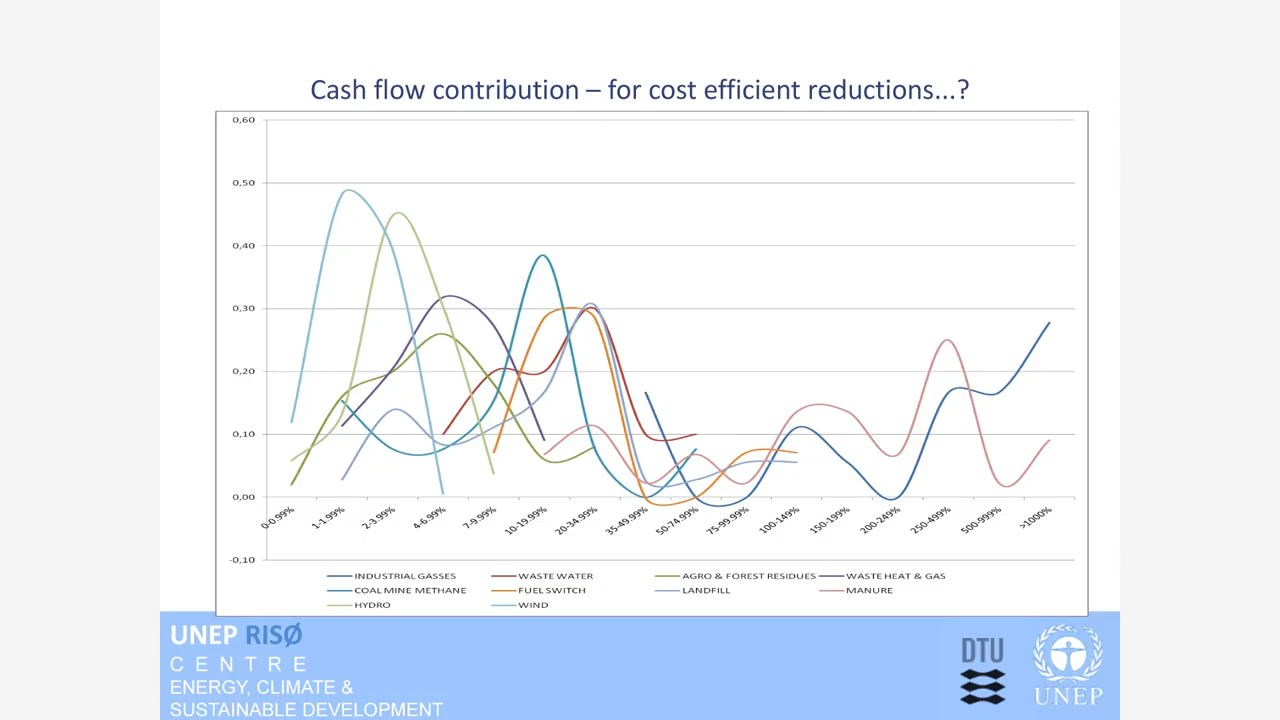 Cash flow contribution – for cost efficient reductions...?
0,60
0,50
0,40
0,30
0,20
0,10
0,00
-0,10
0-0.99% 1-1.99% 2-3.99% 4-6.99% 7-9.99% 10-19.99% 20-34.99% 35-49.99% 50-74.99% 75-99.99% 100-149% 150-199% 200-249% 250-499% 500-999% >1000%
INDUSTRIAL GASSES WASTE WATER AGRO & FOREST RESIDUES WASTE HEAT & GAS
COAL MINE METHANE FUEL SWITCH LANDFILL MANURE
HYDRO WIND
UNEP RISØ
CENTRE
ENERGY, CLIMATE &
SUSTAINABLE DEVELOPMENT
DTU
UNEP